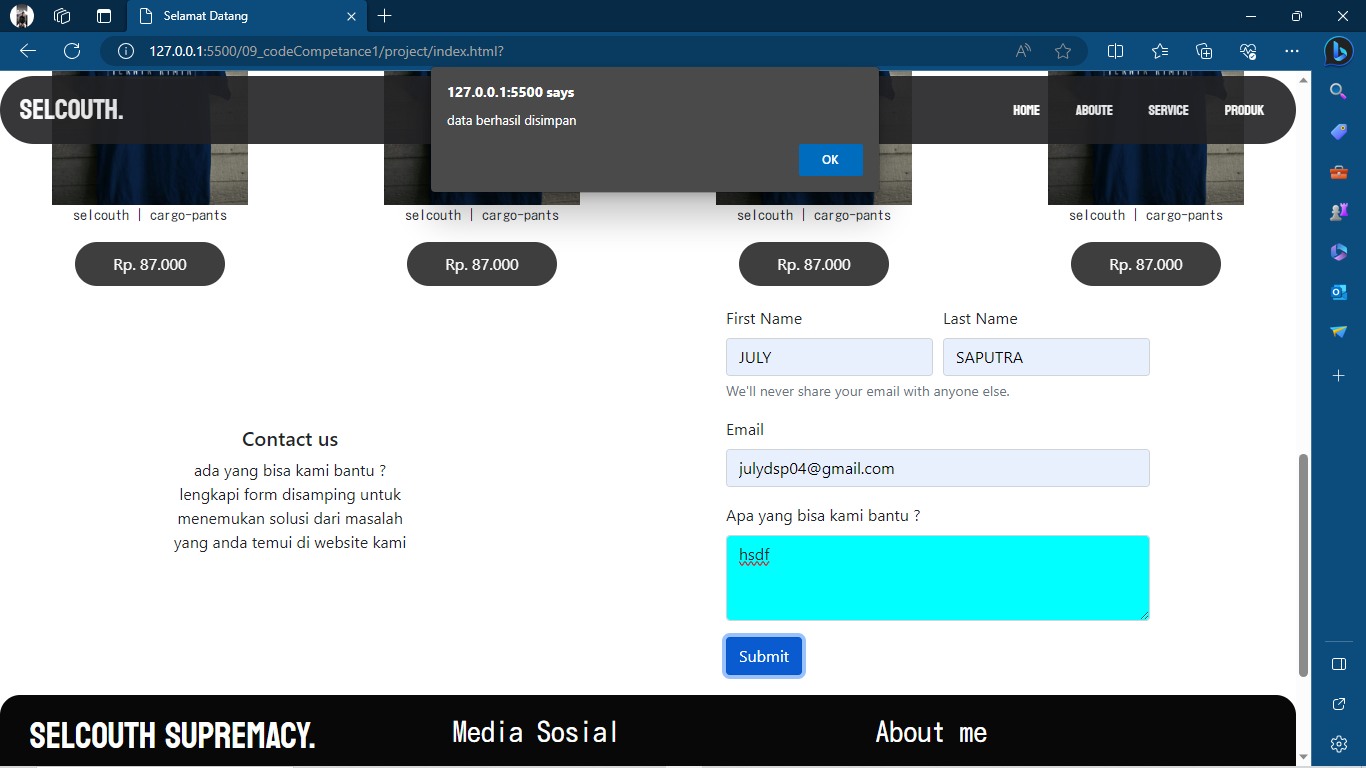 Selamat Datang
127.0.0.1:5500/09_codeCompetance1/project/index.html?
127.0.0.1:5500 says
data berhasil disimpan
OK
SELCOUTH.
HOME ABOUTE SERVICE PRODUK
selcouth | cargo-pants selcouth | cargo-pants selcouth | cargo-pants selcouth | cargo-pants
Rp. 87.000 Rp. 87.000 Rp. 87.000 Rp. 87.000
Contact us
ada yang bisa kami bantu ?
lengkapi form disamping untuk
menemukan solusi dari masalah
yang anda temui di website kami
First Name Last Name
JULY SAPUTRA
We'll never share your email with anyone else.
Email
julydsp04@gmail.com
Apa yang bisa kami bantu ?
hsdf
Submit
SELCOUTH SUPREMACY. Media Sosial About me